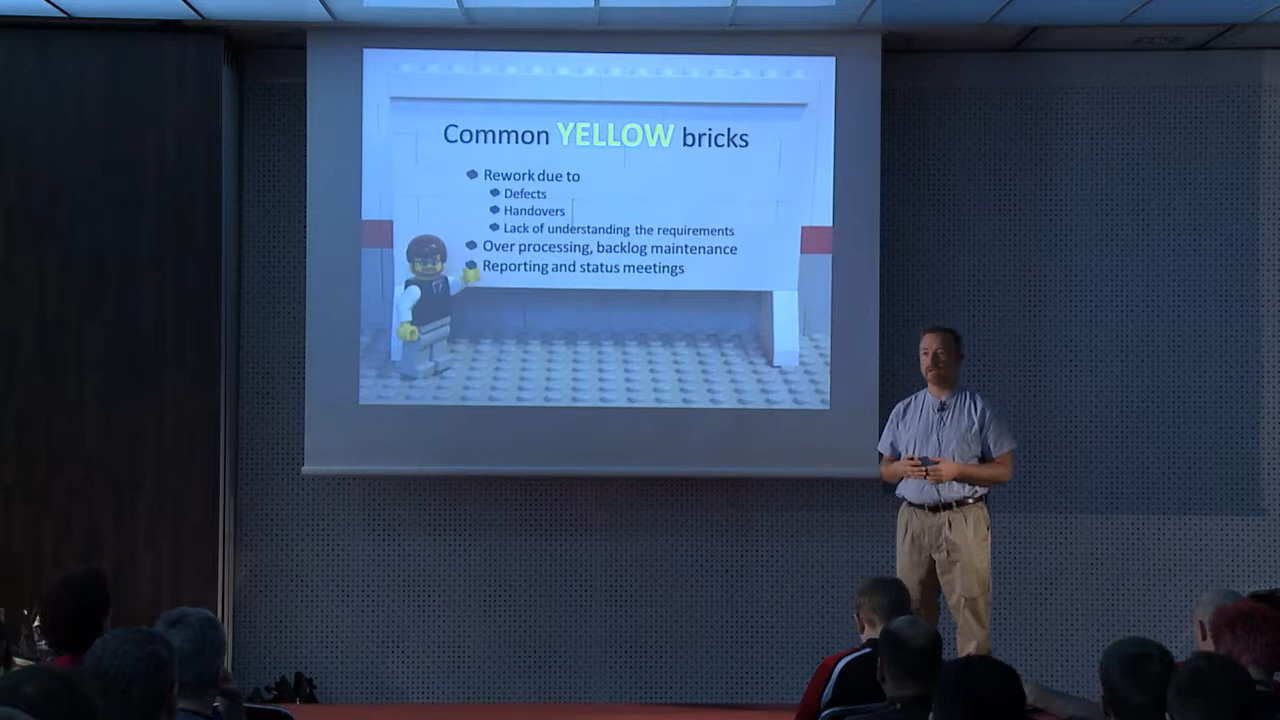 Common YELLOW bricks
Rework due to
Defects
Handovers
Lack of understanding the requirements
Over processing, backlog maintenance
Reporting and status meetings